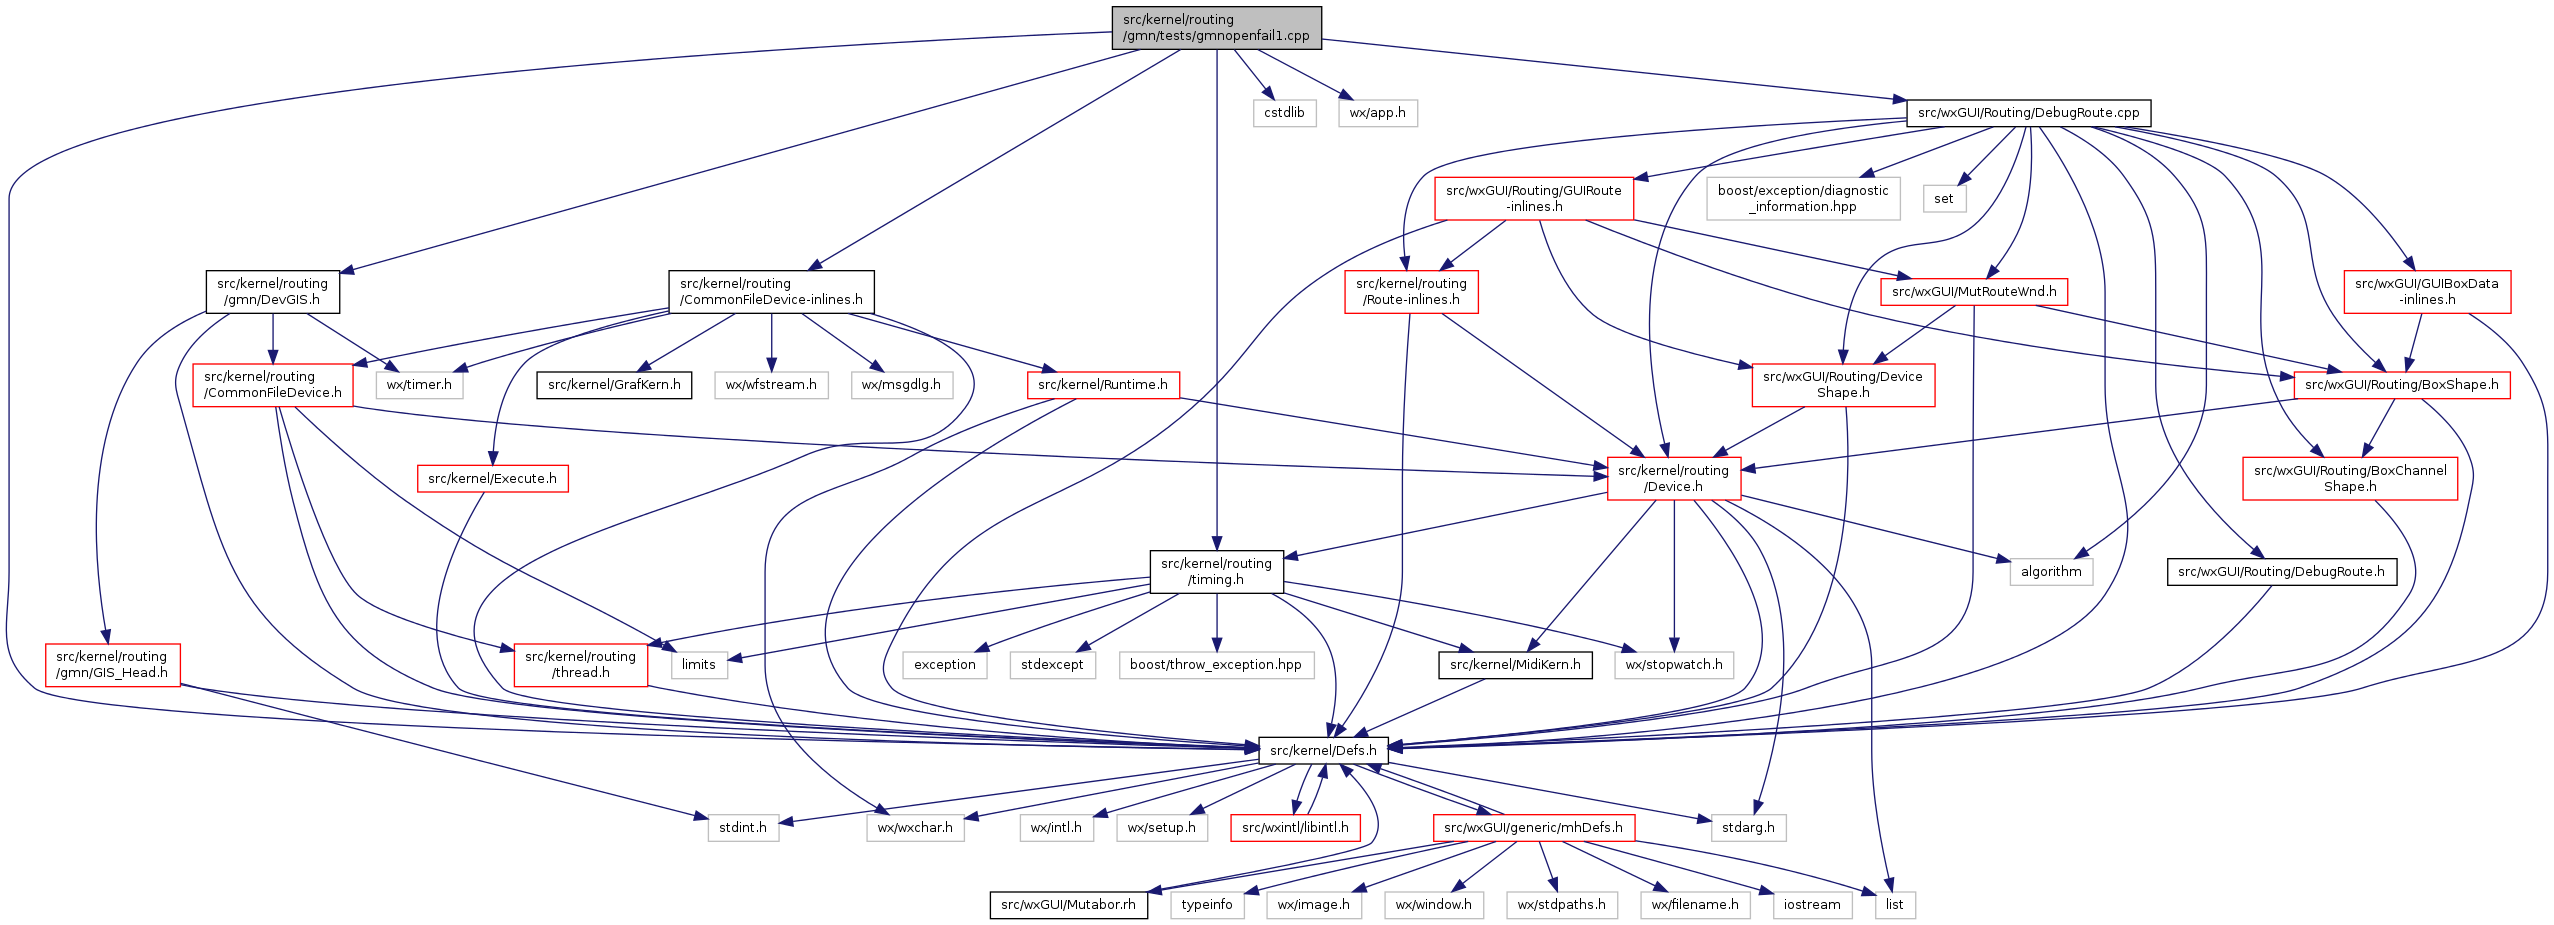 src/kernel/routing
/gmn/tests/gmnopenfail1.cpp
cstdlib
wx/app.h
src/wxGUI/Routing/DebugRoute.cpp
src/wxGUI/Routing/GUIRoute
-inlines.h
boost/exception/diagnostic
_information.hpp
set
src/kernel/routing
/gmn/DevGIS.h
src/kernel/routing
/CommonFileDevice-inlines.h
src/kernel/routing
/Route-inlines.h
src/wxGUI/MutRouteWnd.h
src/wxGUI/GUIBoxData
-inlines.h
src/kernel/routing
/CommonFileDevice.h
wx/timer.h
src/kernel/GrafKern.h
wx/wfstream.h
wx/msgdlg.h
src/kernel/Runtime.h
src/wxGUI/Routing/Device
Shape.h
src/wxGUI/Routing/BoxShape.h
src/kernel/Execute.h
src/kernel/routing
/Device.h
src/wxGUI/Routing/BoxChannel
Shape.h
src/kernel/routing
/timing.h
algorithm
src/wxGUI/Routing/DebugRoute.h
src/kernel/routing
/gmn/GIS_Head.h
src/kernel/routing
/thread.h
limits
exception
stdexcept
boost/throw_exception.hpp
src/kernel/MidiKern.h
wx/stopwatch.h
src/kernel/Defs.h
stdint.h
wx/wxchar.h
wx/intl.h
wx/setup.h
src/wxintl/libintl.h
src/wxGUI/generic/mhDefs.h
stdarg.h
src/wxGUI/Mutabor.rh
typeinfo
wx/image.h
wx/window.h
wx/stdpaths.h
wx/filename.h
iostream
list